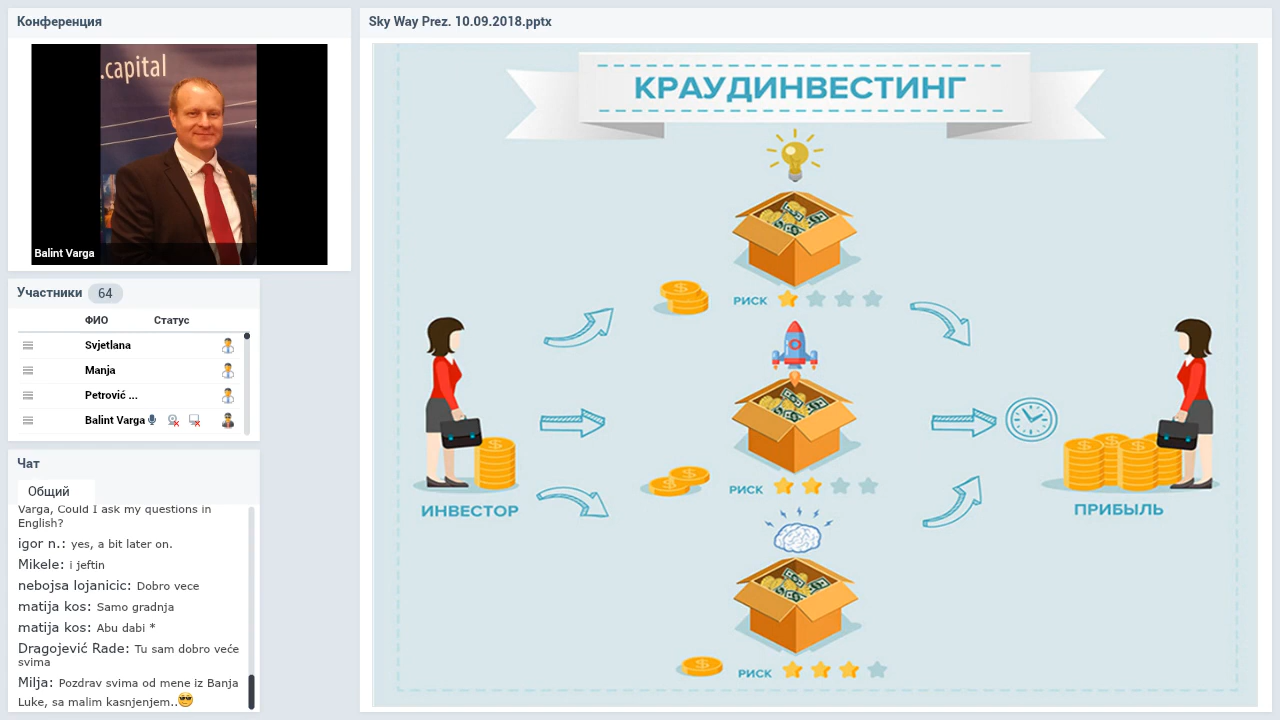 Конференция
.capital
Balint Varga
Участники 64
ФИО Статус
Svjetlana
Manja
Petrović ...
Balint Varga
Чат
Общий
Varga, Could I ask my questions in
English?
igor n.: yes, a bit later on.
Mikele: i jeftin
nebojsa lojanicic: Dobro vece
matija kos: Samo gradnja
matija kos: Abu dabi *
Dragojević Rade: Tu sam dobro veće
svima
Milja: Pozdrav svima od mene iz Banja
Luke, sa malim kasnjenjem..
Sky Way Prez. 10.09.2018.pptx
КРАУДИНВЕСТИНГ
РИСК
РИСК
ИНВЕСТОР
ПРИБЫЛЬ
РИСК